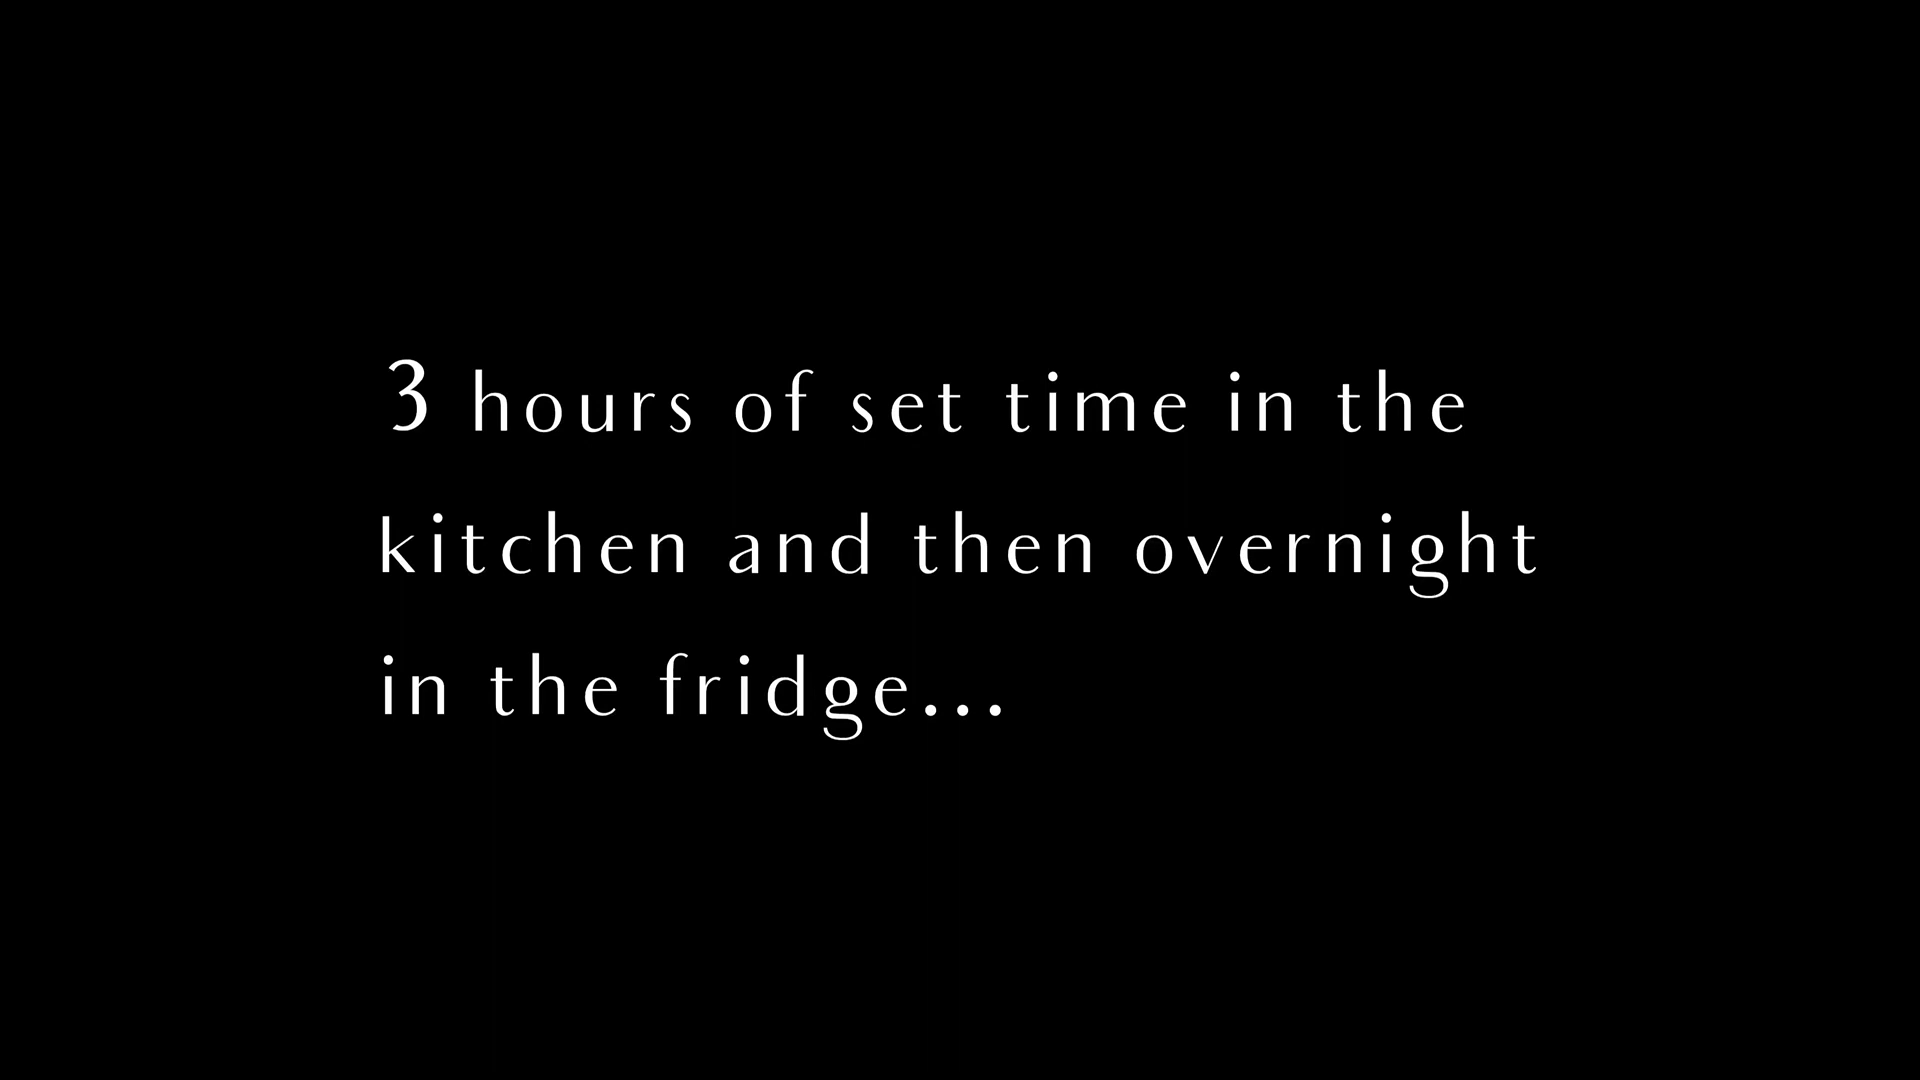 3 hours of set time in the
kitchen and then overnight
in the fridge...